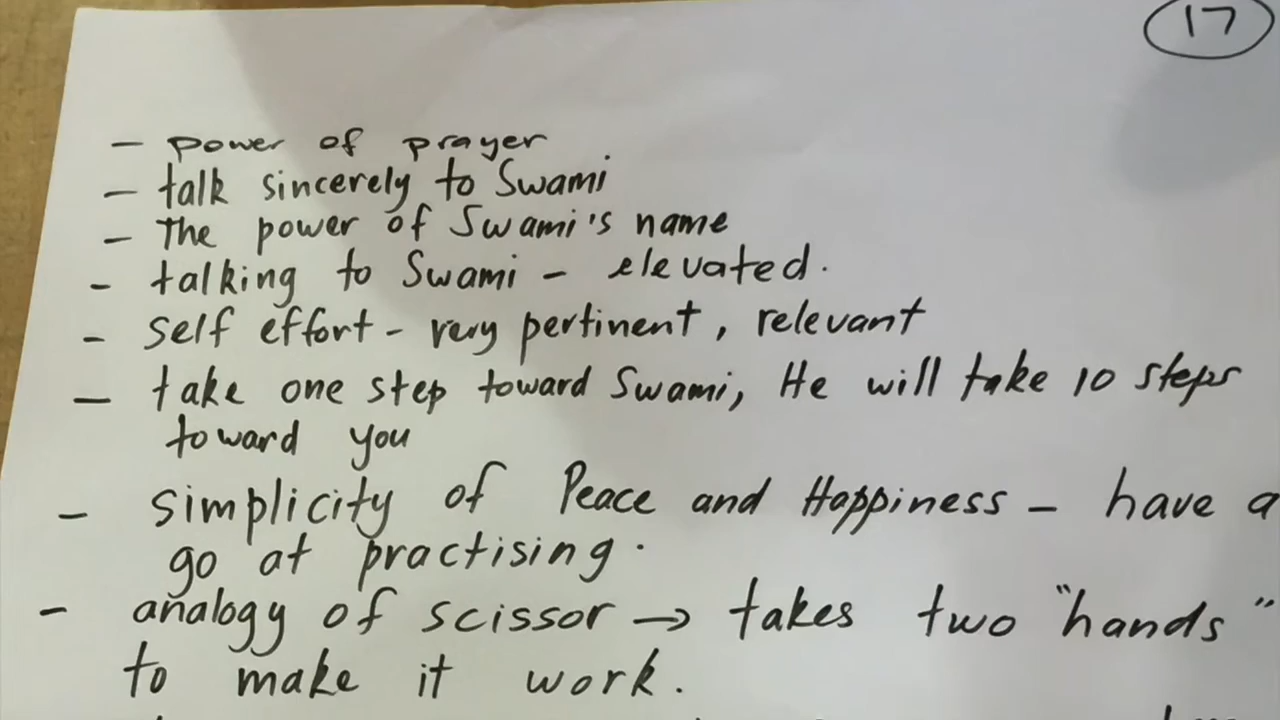 17
- power of prayer
- talk sincerely to Swami
- The power of Swami's name
- talking to Swami - elevated.
- self effort - very pertinent, relevant
- take one step toward Swami, He will take 10 steps
toward you
- simplicity of Peace and Happiness - have a
go at practising.
- analogy of scissor → takes two "hands"
to make it work.